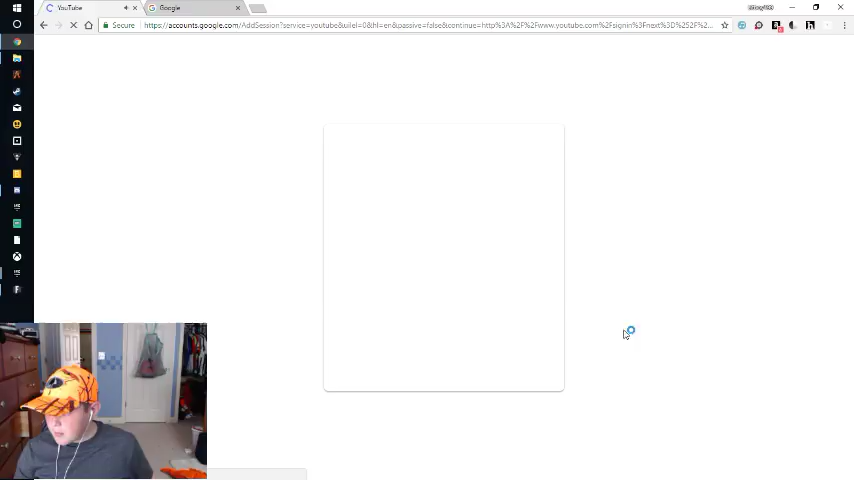 YouTube
Google
Secure
https://accounts.google.com/AddSession?service=youtube&uilel=0&hl=en&passive=false&continue=http%3A%2F%2Fwww.youtube.com%2Fsignin%3Fnext%3D%252F%2